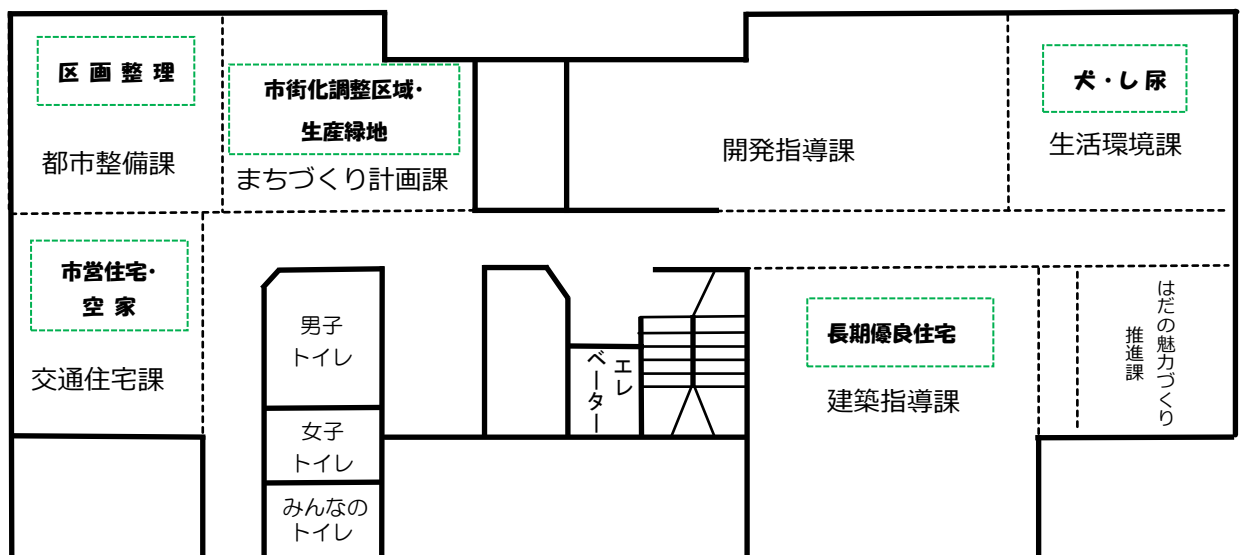 区画整理
都市整備課
市街化調整区域・
生産緑地
まちづくり計画課
開発指導課
犬・し尿
生活環境課
市営住宅・
空家
交通住宅課
男子
トイレ
女子
トイレ
みんなの
トイレ
エレ
ベーター
長期優良住宅
建築指導課
はだの魅力づくり
推進課